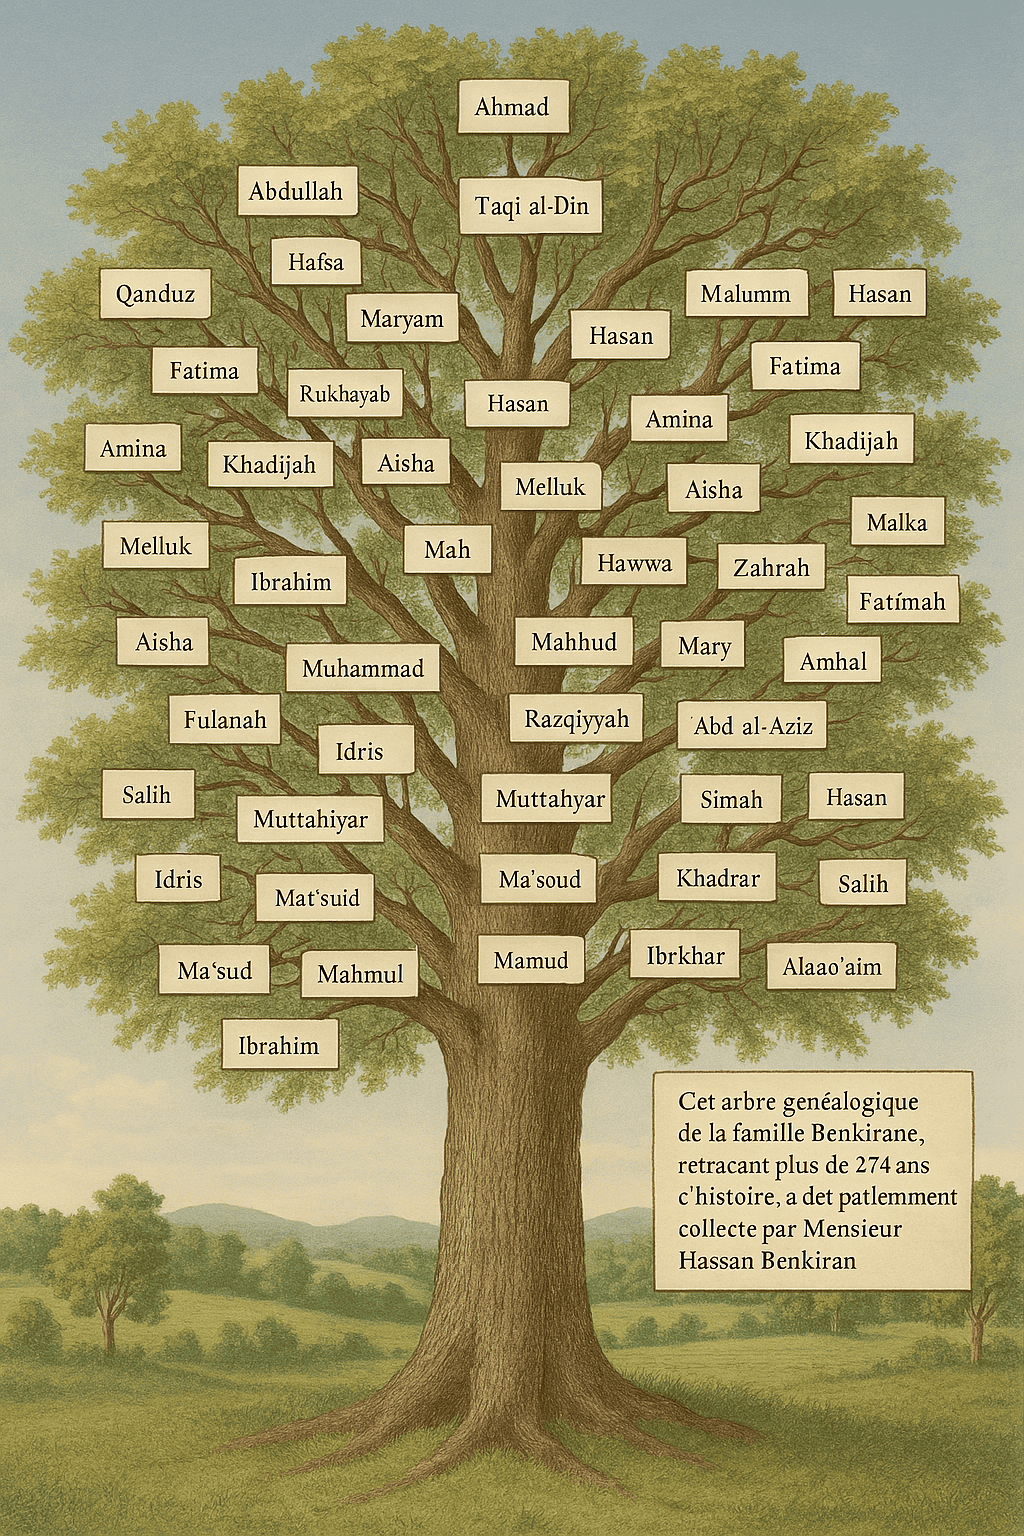 Ahmad
Abdullah
Taqi al-Din
Hafsa
Qanduz
Malumm
Hasan
Maryam
Hasan
Fatima
Fatima
Rukhayab
Hasan
Amina
Amina
Khadijah
Khadijah
Aisha
Melluk
Aisha
Malka
Melluk
Mah
Hawwa
Zahrah
Ibrahim
Fatímah
Aisha
Mahhud
Mary
Amhal
Muhammad
Fulanah
Razqiyyah
Abd al-Aziz
Idris
Salih
Muttahyar
Simah
Hasan
Muttahiyar
Idris
Ma'soud
Khadrar
Salih
Mat'suid
Ma'sud
Mahmul
Mamud
Ibrkhar
Alaao'aim
Ibrahim
Cet arbre genéalogique
de la famille Benkirane,
retracant plus de 274 ans
c'histoire, a det patlemment
collecte par Mensieur
Hassan Benkiran